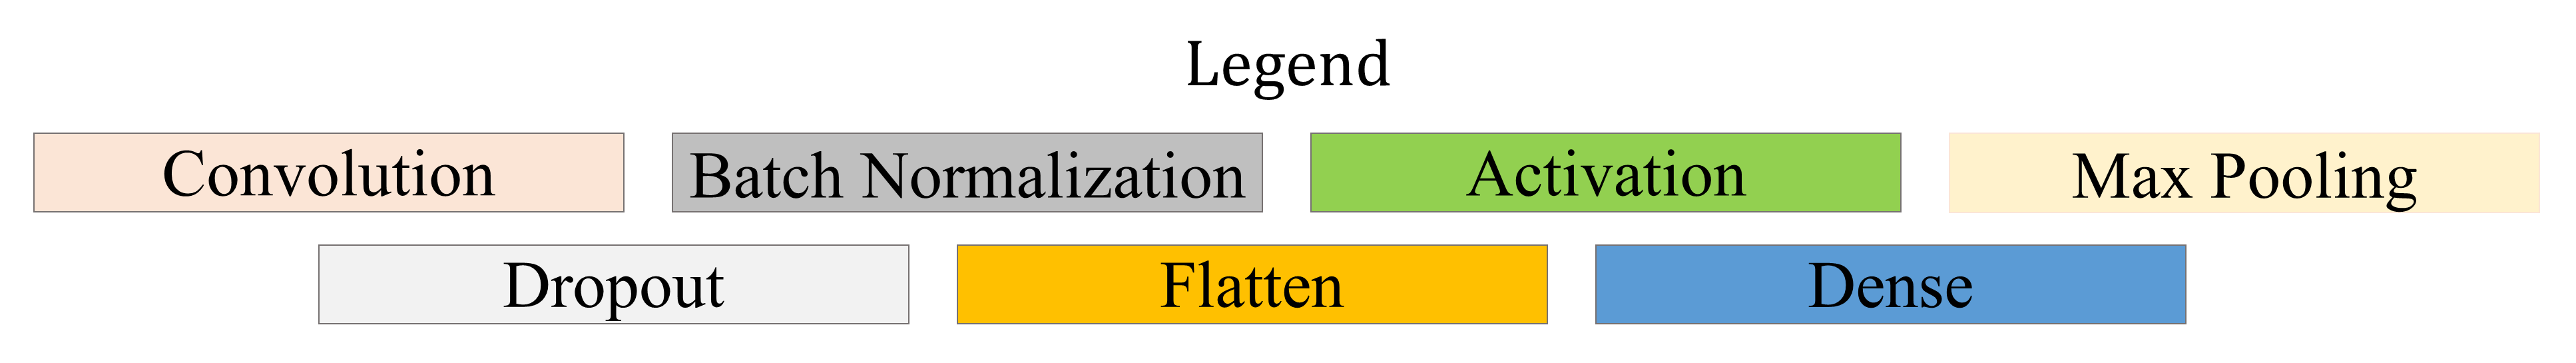 Legend
Convolution Batch Normalization Activation Max Pooling
Dropout Flatten Dense